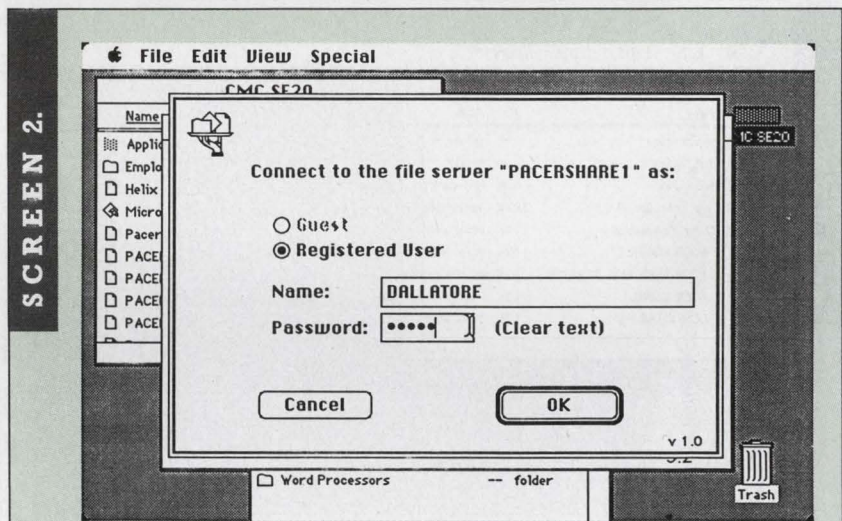 SCREEN 2.
File Edit View Special
CMC SE20
Name
Applic
Emplo
Helix
Micro
Pacer
PACE
PACE
PACE
PACE
Connect to the file server "PACERSHARE1" as:
Guest
Registered User
Name: DALLATORE
Password: ••••• (Clear text)
Cancel OK
v 1.0
Word Processors -- folder
Trash